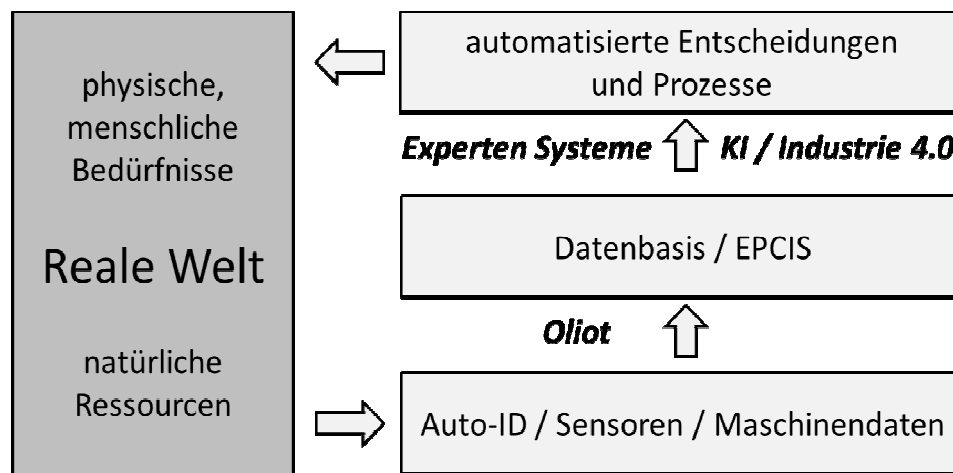 physische,
menschliche
Bedürfnisse
Reale Welt
natürliche
Ressourcen
automatisierte Entscheidungen
und Prozesse
Experten Systeme KI / Industrie 4.0
Datenbasis / EPCIS
Oliot
Auto-ID / Sensoren / Maschinendaten